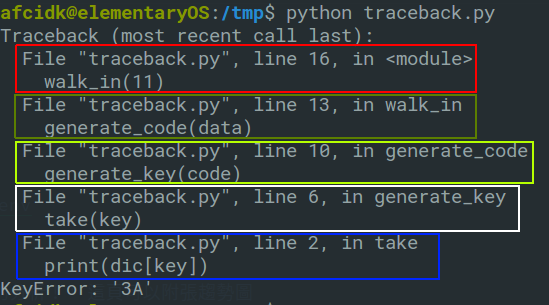 afcidk@elementaryOS:/tmp$ python traceback.py
Traceback (most recent call last):
  File "traceback.py", line 16, in <module>
    walk_in(11)
  File "traceback.py", line 13, in walk_in
    generate_code(data)
  File "traceback.py", line 10, in generate_code
    generate_key(code)
  File "traceback.py", line 6, in generate_key
    take(key)
  File "traceback.py", line 2, in take
    print(dic[key])
KeyError: '3A'